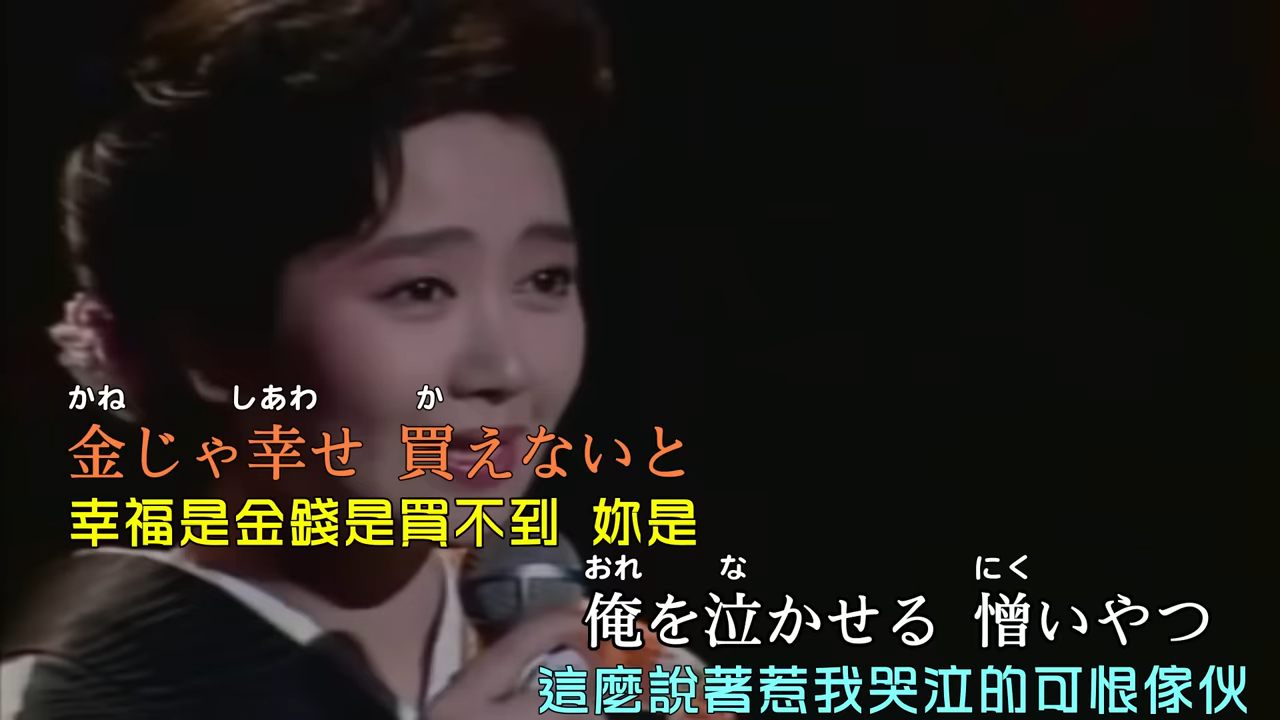 かね しあわ か
金じゃ幸せ 買えないと
幸福是金錢是買不到 妳是
おれ な にく
俺を泣かせる 憎いやつ
這麼說著惹我哭泣的可恨傢伙